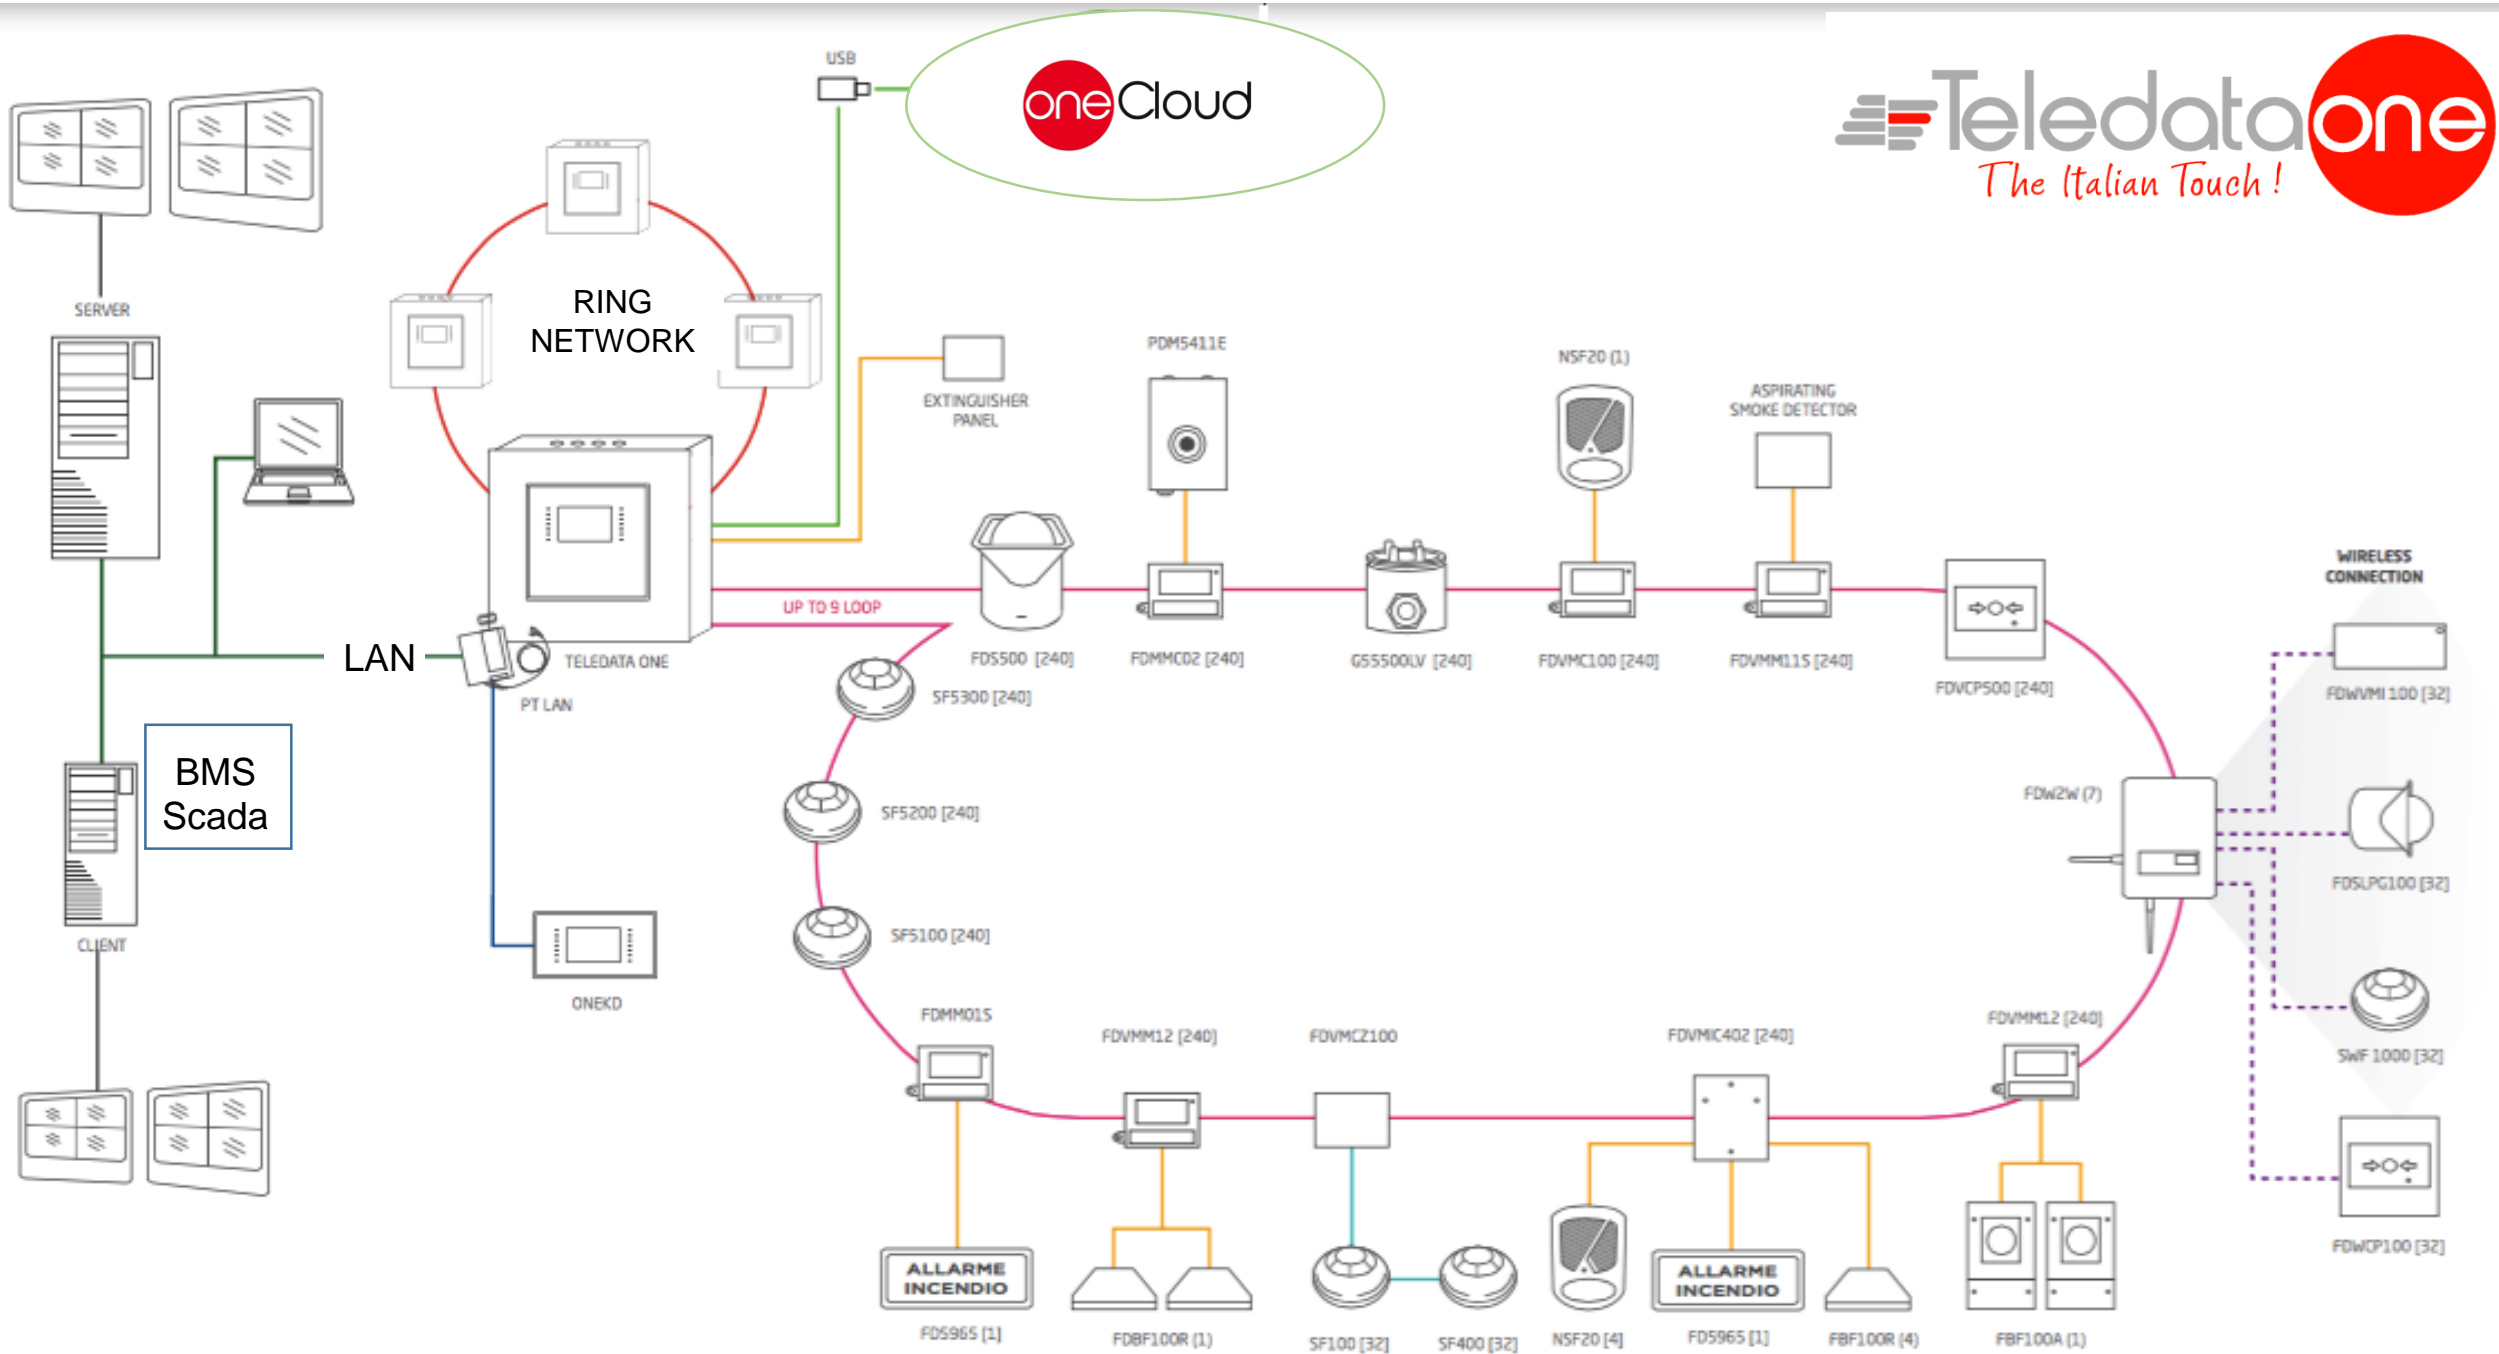 USB
oneCloud
Teledata one
The Italian Touch !
SERVER
RING
NETWORK
EXTINGUISHER
PANEL
PDM5411E
NSF20 (1)
ASPIRATING
SMOKE DETECTOR
WIRELESS
CONNECTION
UP TO 9 LOOP
LAN
TELEDATA ONE
PT LAN
FDS500 [240]
FDMMC02 [240]
GS5500LV [240]
FDVMC100 [240]
FDVMM11S [240]
FDVCP500 [240]
FDWVMI 100 [32]
SF5300 [240]
BMS
Scada
SF5200 [240]
FDW2W (7)
FDSLPG100 [32]
SF5100 [240]
CLIENT
ONEKD
FDMM01S
FDVMM12 [240]
FDVMCZ100
FDVMIC402 [240]
FDVMM12 [240]
SWF 1000 [32]
ALLARME
INCENDIO
ALLARME
INCENDIO
FDWCP100 [32]
FDS965 [1]
FDBF100R (1)
SF100 [32]
SF400 [32]
NSF20 [4]
FDS965 [1]
FBF100R (4)
FBF100A (1)